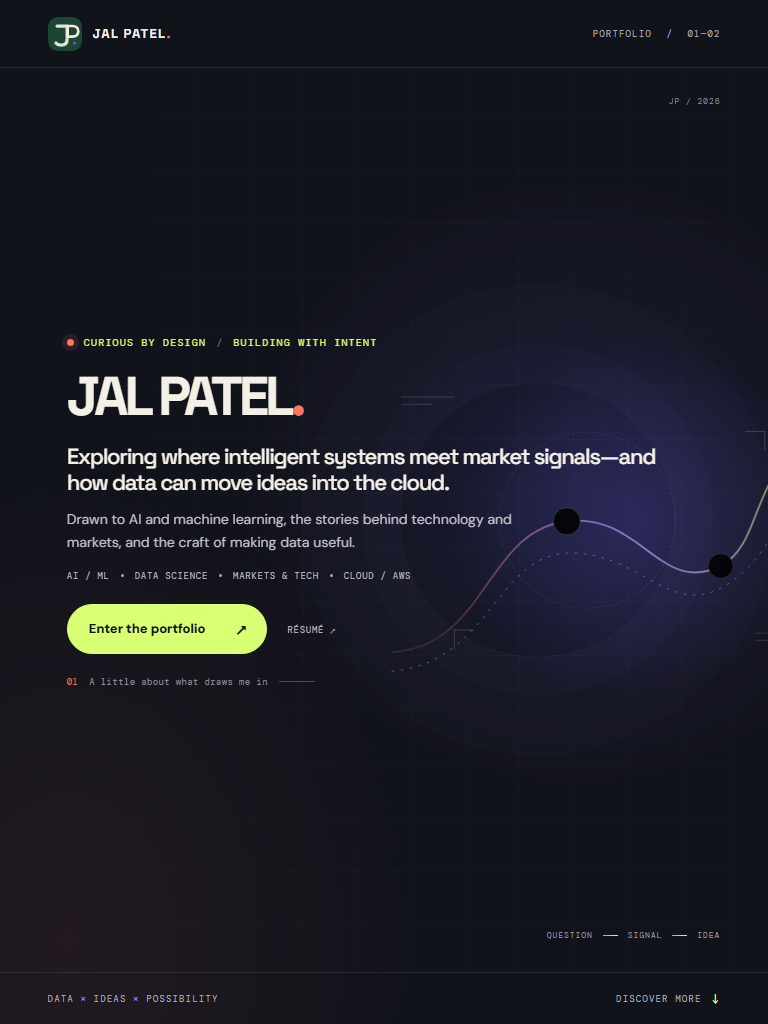 JP JAL PATEL.
PORTFOLIO / 01—02
JP / 2026
CURIOUS BY DESIGN / BUILDING WITH INTENT
JAL PATEL.
Exploring where intelligent systems meet market signals—and
how data can move ideas into the cloud.
Drawn to AI and machine learning, the stories behind technology and
markets, and the craft of making data useful.
AI / ML • DATA SCIENCE • MARKETS & TECH • CLOUD / AWS
Enter the portfolio ↗
RÉSUMÉ ↗
01 A little about what draws me in
QUESTION — SIGNAL — IDEA
DATA × IDEAS × POSSIBILITY
DISCOVER MORE ↓